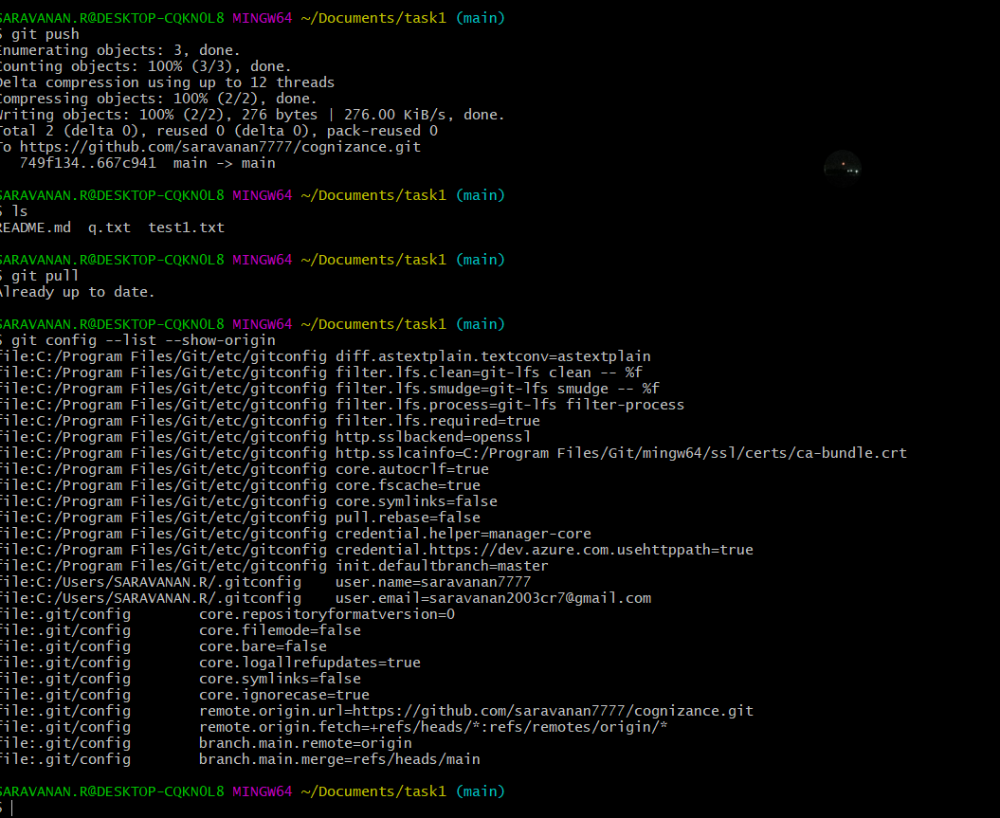 SARAVANAN.R@DESKTOP-CQKN0L8 MINGW64 ~/Documents/task1 (main)
$ git push
Enumerating objects: 3, done.
Counting objects: 100% (3/3), done.
Delta compression using up to 12 threads
Compressing objects: 100% (2/2), done.
Writing objects: 100% (2/2), 276 bytes | 276.00 KiB/s, done.
Total 2 (delta 0), reused 0 (delta 0), pack-reused 0
To https://github.com/saravanan7777/cognizance.git
   749f134..667c941  main -> main

SARAVANAN.R@DESKTOP-CQKN0L8 MINGW64 ~/Documents/task1 (main)
$ ls
README.md  q.txt  test1.txt

SARAVANAN.R@DESKTOP-CQKN0L8 MINGW64 ~/Documents/task1 (main)
$ git pull
Already up to date.

SARAVANAN.R@DESKTOP-CQKN0L8 MINGW64 ~/Documents/task1 (main)
$ git config --list --show-origin
file:C:/Program Files/Git/etc/gitconfig diff.astextplain.textconv=astextplain
file:C:/Program Files/Git/etc/gitconfig filter.lfs.clean=git-lfs clean -- %f
file:C:/Program Files/Git/etc/gitconfig filter.lfs.smudge=git-lfs smudge -- %f
file:C:/Program Files/Git/etc/gitconfig filter.lfs.process=git-lfs filter-process
file:C:/Program Files/Git/etc/gitconfig filter.lfs.required=true
file:C:/Program Files/Git/etc/gitconfig http.sslbackend=openssl
file:C:/Program Files/Git/etc/gitconfig http.sslcainfo=C:/Program Files/Git/mingw64/ssl/certs/ca-bundle.crt
file:C:/Program Files/Git/etc/gitconfig core.autocrlf=true
file:C:/Program Files/Git/etc/gitconfig core.fscache=true
file:C:/Program Files/Git/etc/gitconfig core.symlinks=false
file:C:/Program Files/Git/etc/gitconfig pull.rebase=false
file:C:/Program Files/Git/etc/gitconfig credential.helper=manager-core
file:C:/Program Files/Git/etc/gitconfig credential.https://dev.azure.com.usehttppath=true
file:C:/Program Files/Git/etc/gitconfig init.defaultbranch=master
file:C:/Users/SARAVANAN.R/.gitconfig    user.name=saravanan7777
file:C:/Users/SARAVANAN.R/.gitconfig    user.email=saravanan2003cr7@gmail.com
file:.git/config        core.repositoryformatversion=0
file:.git/config        core.filemode=false
file:.git/config        core.bare=false
file:.git/config        core.logallrefupdates=true
file:.git/config        core.symlinks=false
file:.git/config        core.ignorecase=true
file:.git/config        remote.origin.url=https://github.com/saravanan7777/cognizance.git
file:.git/config        remote.origin.fetch=+refs/heads/*:refs/remotes/origin/*
file:.git/config        branch.main.remote=origin
file:.git/config        branch.main.merge=refs/heads/main

SARAVANAN.R@DESKTOP-CQKN0L8 MINGW64 ~/Documents/task1 (main)
$